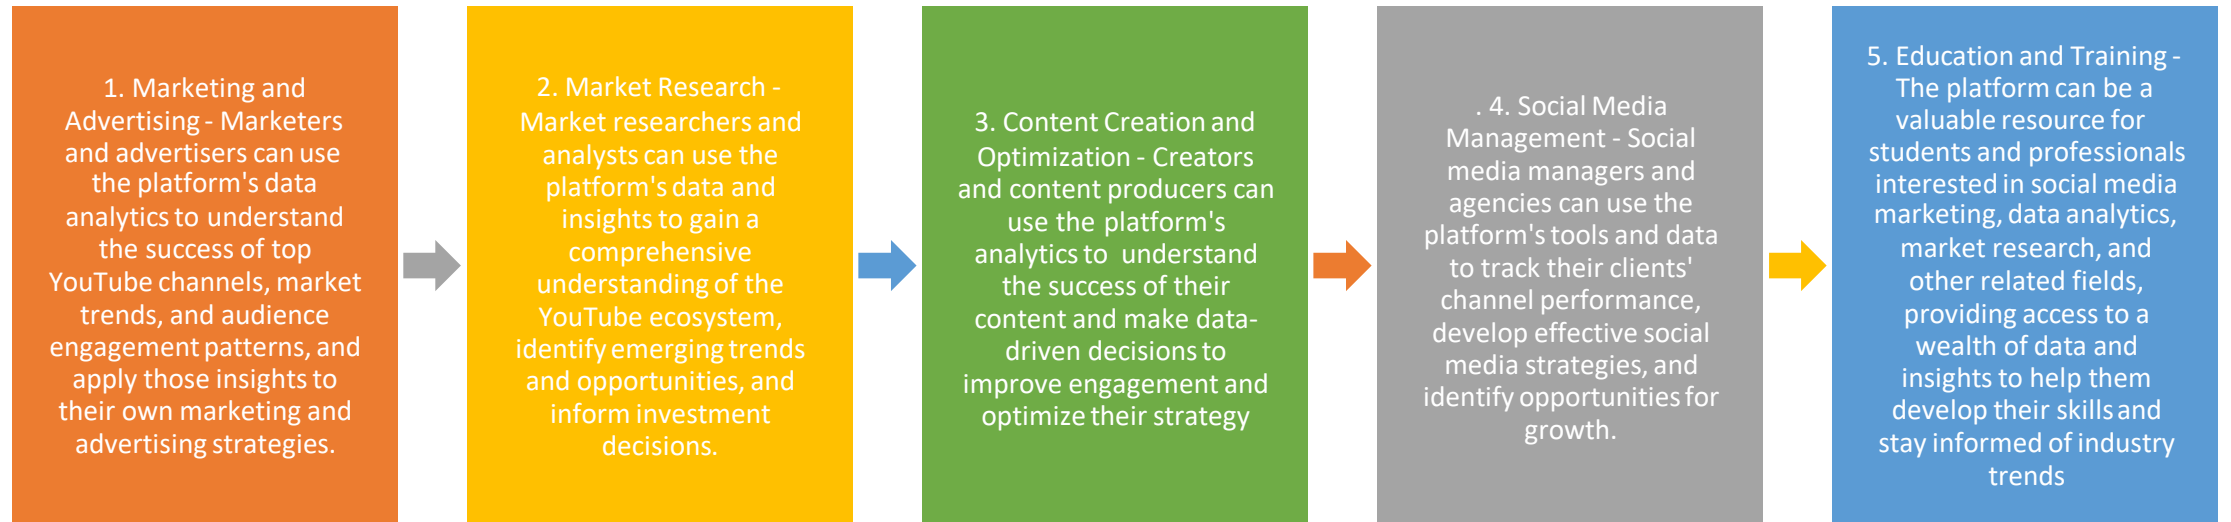 1. Marketing and
Advertising - Marketers
and advertisers can use
the platform's data
analytics to understand
the success of top
YouTube channels, market
trends, and audience
engagement patterns, and
apply those insights to
their own marketing and
advertising strategies.
2. Market Research -
Market researchers and
analysts can use the
platform's data and
insights to gain a
comprehensive
understanding of the
YouTube ecosystem,
identify emerging trends
and opportunities, and
inform investment
decisions.
3. Content Creation and
Optimization - Creators
and content producers can
use the platform's
analytics to understand
the success of their
content and make data-
driven decisions to
improve engagement and
optimize their strategy
. 4. Social Media
Management - Social
media managers and
agencies can use the
platform's tools and data
to track their clients'
channel performance,
develop effective social
media strategies, and
identify opportunities for
growth.
5. Education and Training -
The platform can be a
valuable resource for
students and professionals
interested in social media
marketing, data analytics,
market research, and
other related fields,
providing access to a
wealth of data and
insights to help them
develop their skills and
stay informed of industry
trends